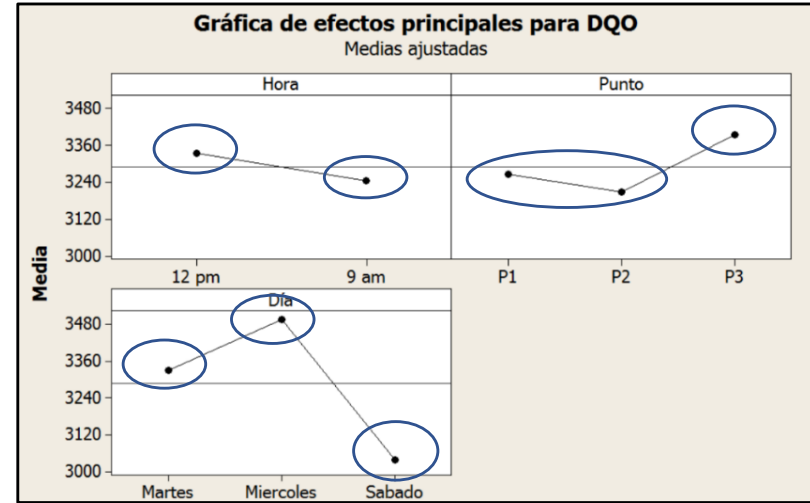 Gráfica de efectos principales para DQO
Medias ajustadas
Hora
Punto
3480
3360
3240
3120
3000
12 pm
9 am
P1
P2
P3
Media
Día
3480
3360
3240
3120
3000
Martes
Miercoles
Sabado